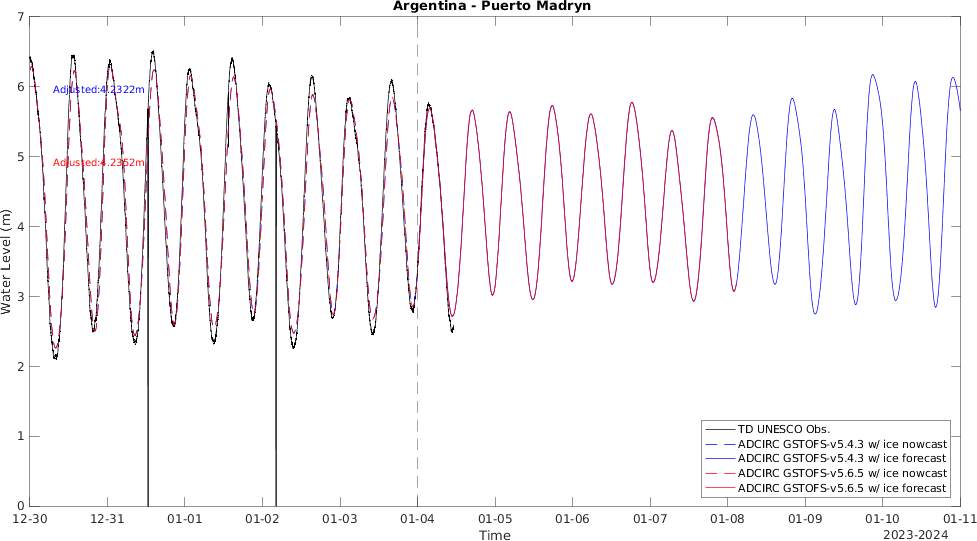 Argentina - Puerto Madryn
7
6
5
4
3
2
1
0
Water Level (m)
Adjusted:4.2322m
Adjusted:4.2352m
TD UNESCO Obs.
ADCIRC GSTOFS-v5.4.3 w/ ice nowcast
ADCIRC GSTOFS-v5.4.3 w/ ice forecast
ADCIRC GSTOFS-v5.6.5 w/ ice nowcast
ADCIRC GSTOFS-v5.6.5 w/ ice forecast
12-30 12-31 01-01 01-02 01-03 01-04 01-05 01-06 01-07 01-08 01-09 01-10 01-11
Time
2023-2024